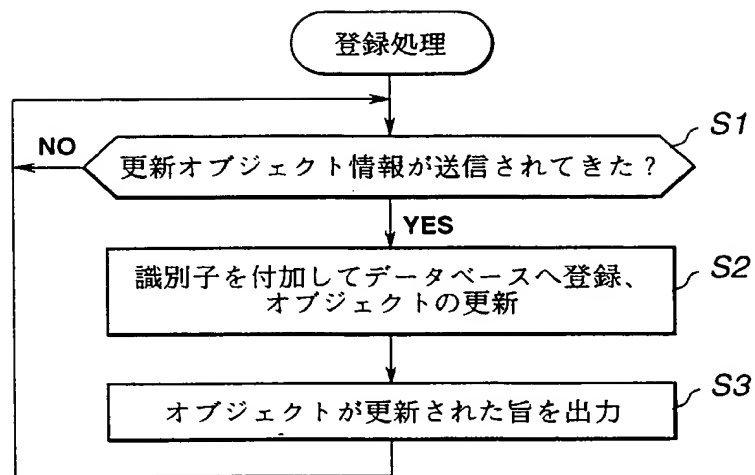 登録処理
NO
更新オブジェクト情報が送信されてきた？
S1
YES
識別子を付加してデータベースへ登録、
オブジェクトの更新
S2
オブジェクトが更新された旨を出力
S3